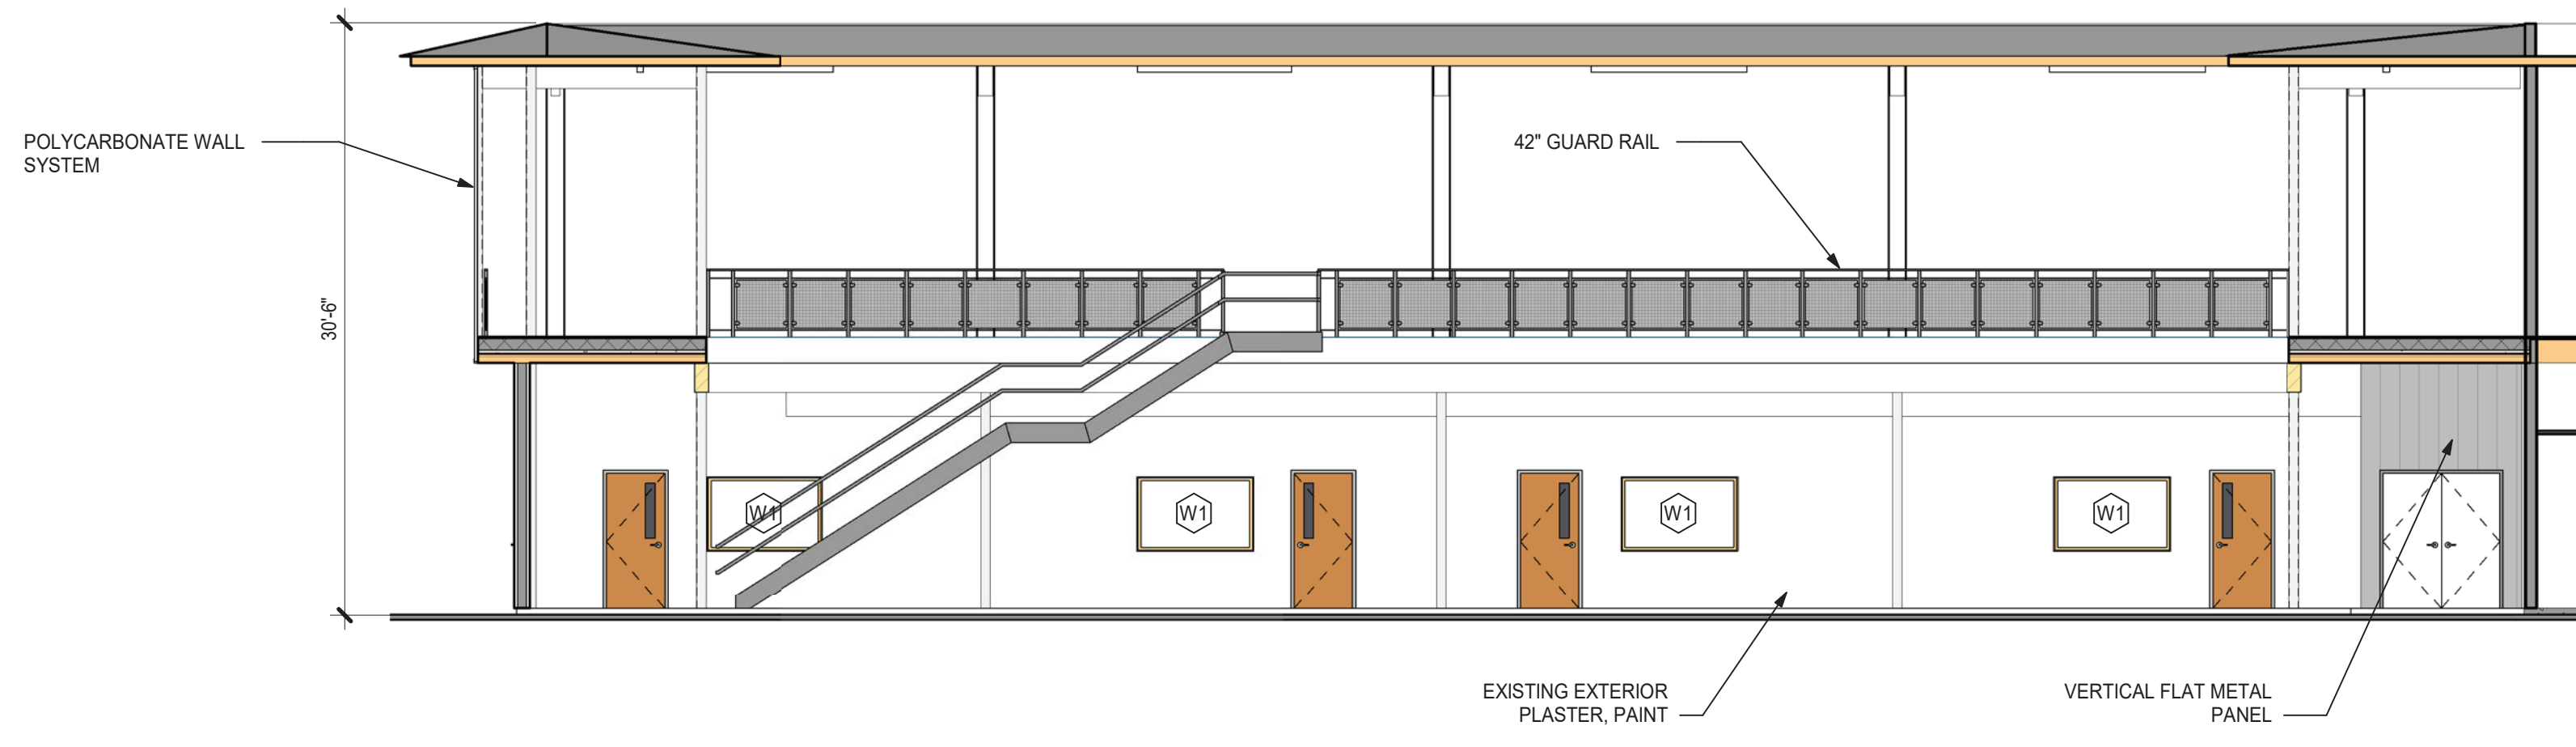 POLYCARBONATE WALL
SYSTEM
42" GUARD RAIL
30'-6"
W1
W1
W1
W1
EXISTING EXTERIOR
PLASTER, PAINT
VERTICAL FLAT METAL
PANEL